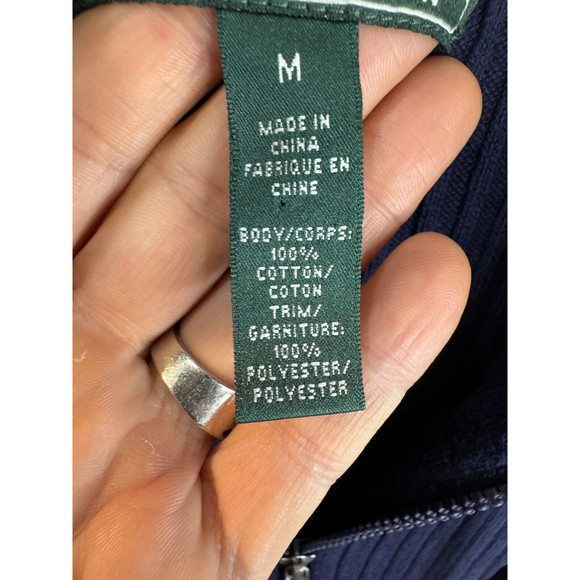 M
MADE IN
CHINA
FABRIQUE EN
CHINE
BODY/CORPS:
100%
COTTON/
COTON
TRIM/
GARNITURE:
100%
POLYESTER/
POLYESTER